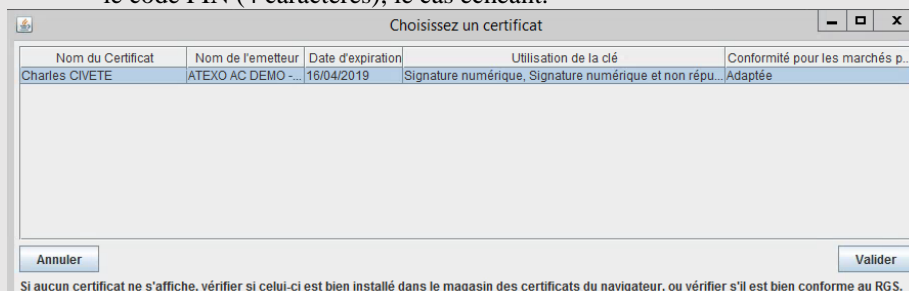 le code PIN (4 caractères), le cas échéant.
Choisissez un certificat
Nom du Certificat Nom de l'emetteur Date d'expiration Utilisation de la clé Conformité pour les marchés p...
Charles CIVETE ATEXO AC DEMO -... 16/04/2019 Signature numérique, Signature numérique et non répu... Adaptée
Annuler Valider
Si aucun certificat ne s'affiche, vérifier si celui-ci est bien installé dans le magasin des certificats du navigateur, ou vérifier s'il est bien conforme au RGS.